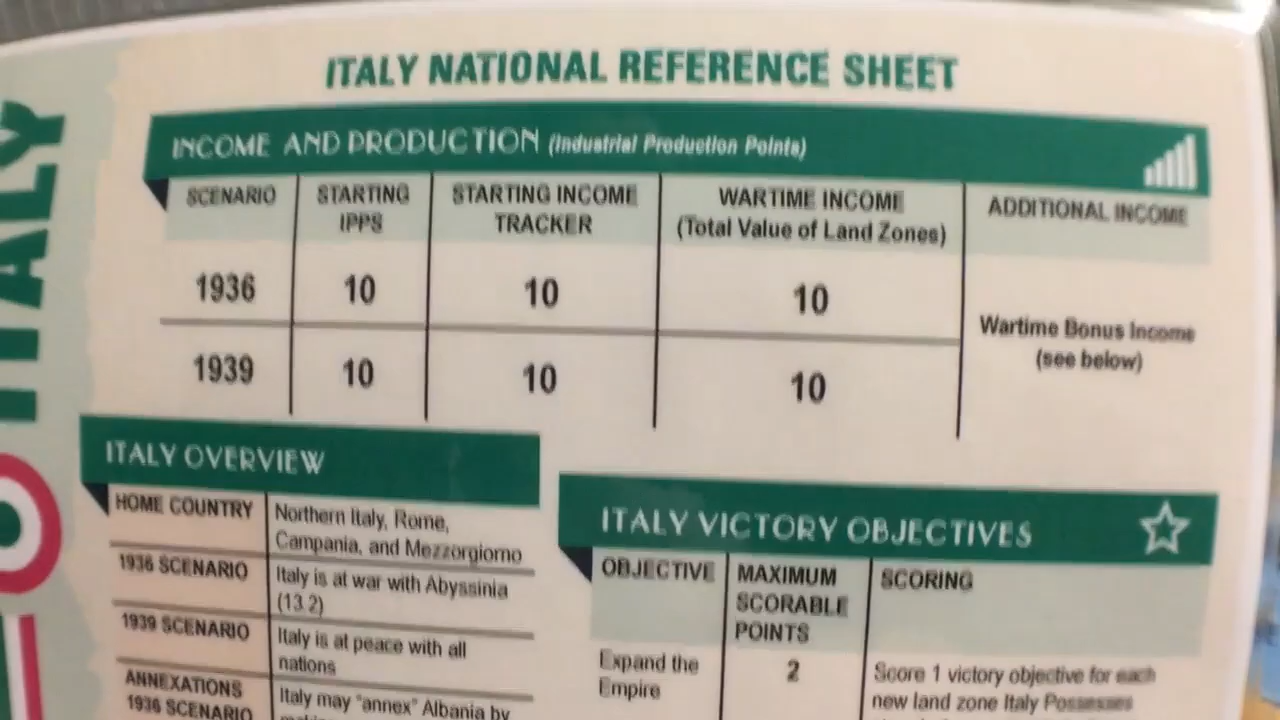 ITALY
ITALY NATIONAL REFERENCE SHEET
INCOME AND PRODUCTION (Industrial Production Points)
SCENARIO
STARTING
IPPS
STARTING INCOME
TRACKER
WARTIME INCOME
(Total Value of Land Zones)
ADDITIONAL INCOME
1936
10
10
10
1939
10
10
10
Wartime Bonus Income
(see below)
ITALY OVERVIEW
HOME COUNTRY
Northern Italy, Rome,
Campania, and Mezzorgiorno
1936 SCENARIO
Italy is at war with Abyssinia
(13.2)
1939 SCENARIO
Italy is at peace with all
nations
ANNEXATIONS
1936 SCENARIO
Italy may "annex" Albania by
ITALY VICTORY OBJECTIVES
OBJECTIVE
MAXIMUM
SCORABLE
POINTS
SCORING
Expand the
Empire
2
Score 1 victory objective for each
new land zone Italy Possesses